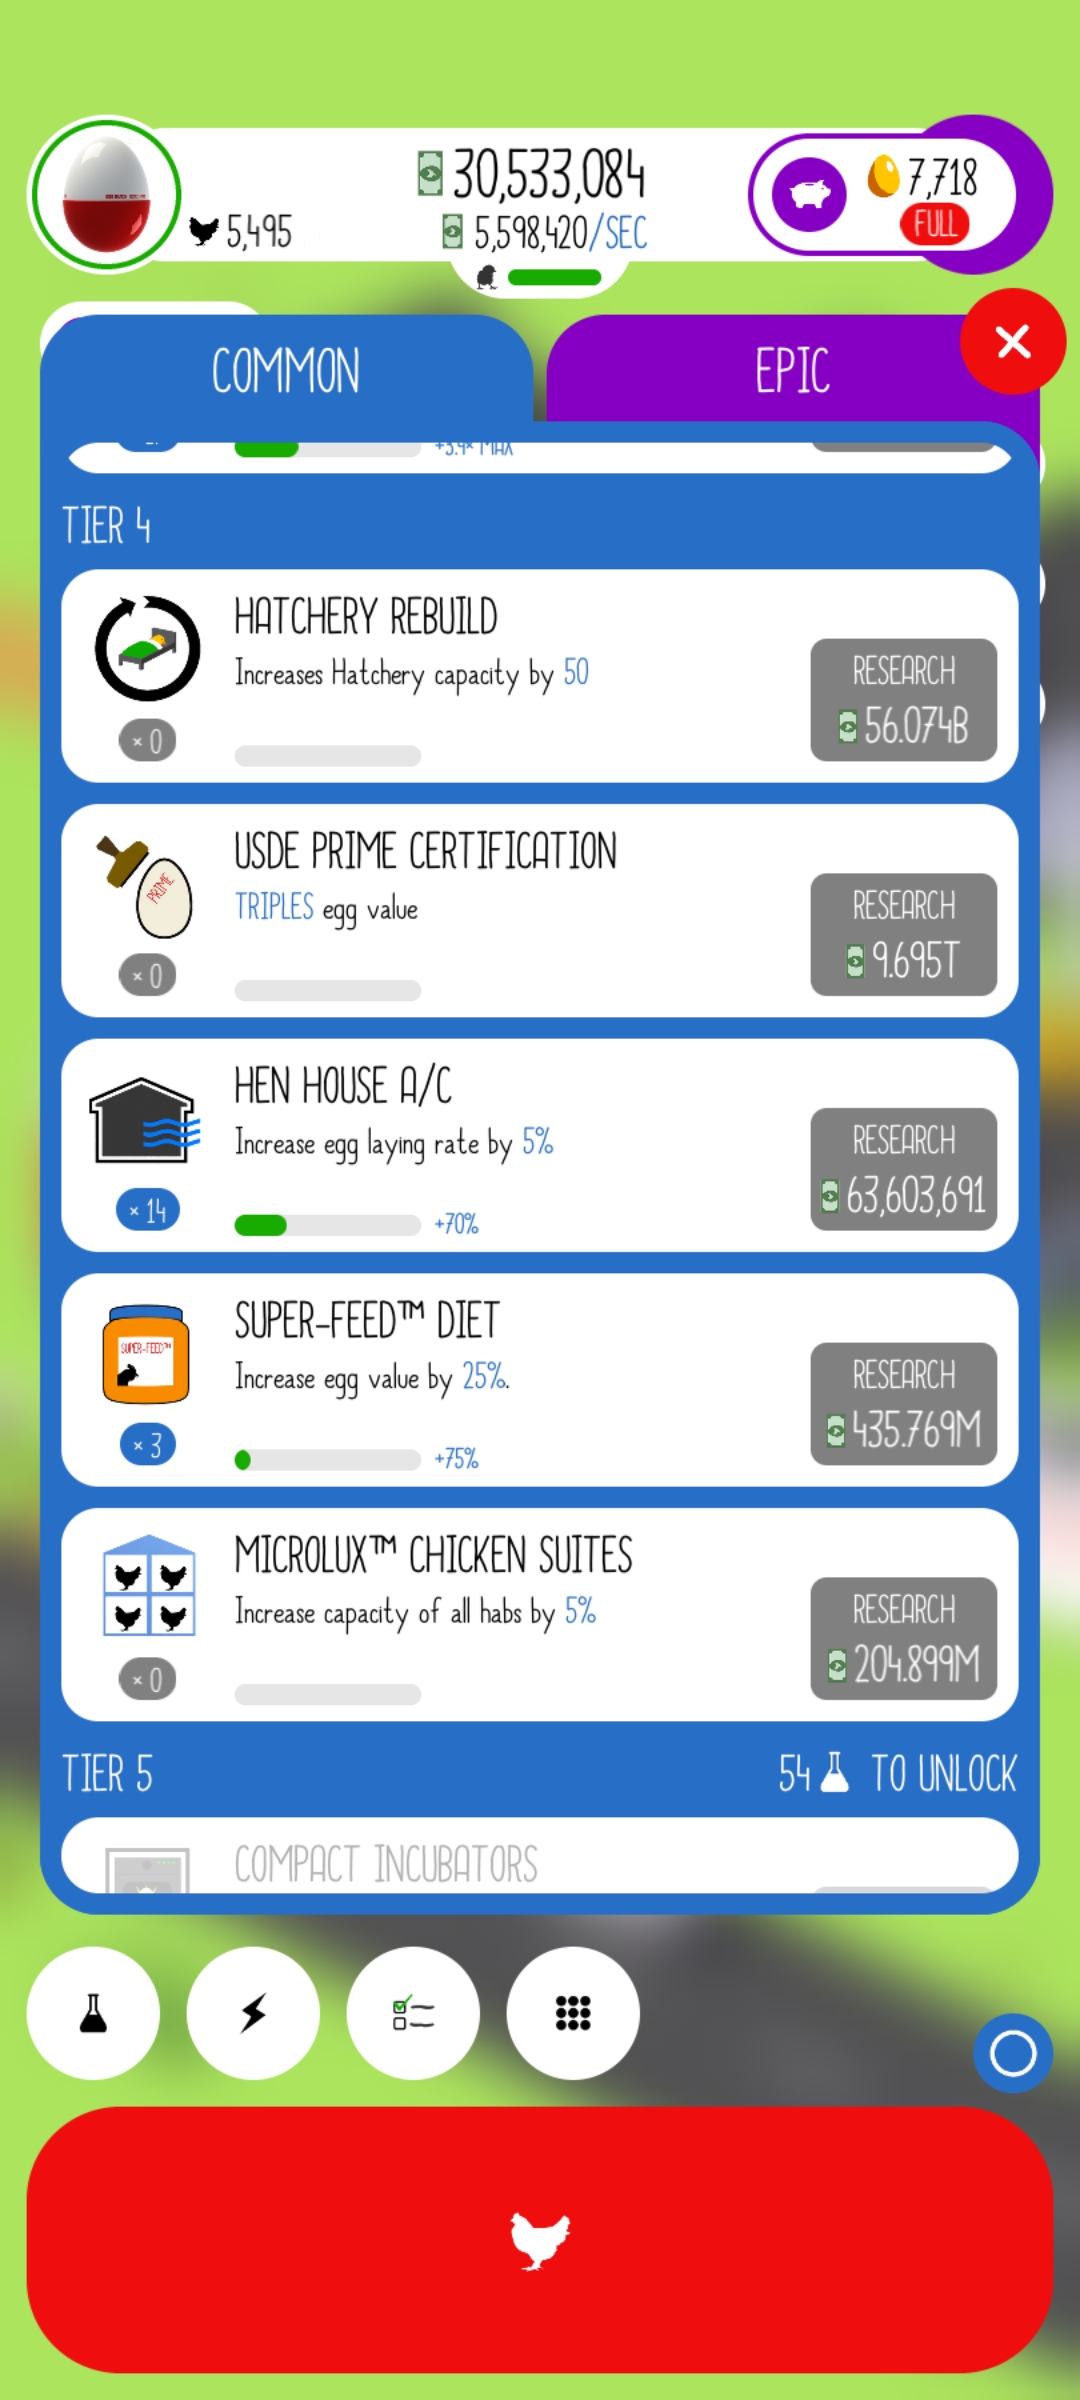 30,533,084
7,718
5,495
5,598,420/SEC
FULL
COMMON
EPIC
TIER 4
HATCHERY REBUILD
Increases Hatchery capacity by 50
RESEARCH
56.074B
× 0
USDE PRIME CERTIFICATION
PRIME
TRIPLES egg value
RESEARCH
9.695T
× 0
HEN HOUSE A/C
Increase egg laying rate by 5%
RESEARCH
63,603,691
× 14
+70%
SUPER-FEED™ DIET
SUPER-FEED™
Increase egg value by 25%.
RESEARCH
435.769M
× 3
+75%
MICROLUX™ CHICKEN SUITES
Increase capacity of all habs by 5%
RESEARCH
204.899M
× 0
TIER 5
54 TO UNLOCK
COMPACT INCUBATORS